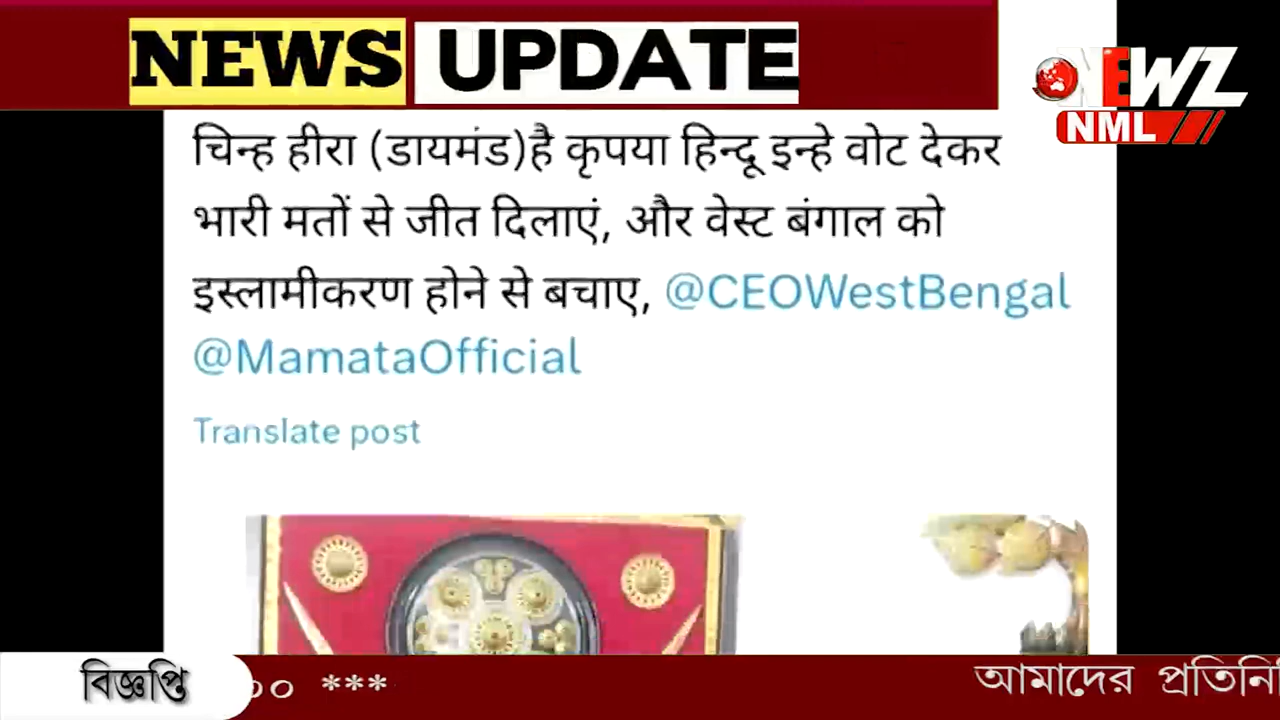 NEWS UPDATE
NEWZ
NML
चिन्ह हीरा (डायमंड)है कृपया हिन्दू इन्हे वोट देकर
भारी मतों से जीत दिलाएं, और वेस्ट बंगाल को
इस्लामीकरण होने से बचाए, @CEOWestBengal
@MamataOfficial
Translate post
বিজ্ঞপ্তি
০০ ***
আমাদের